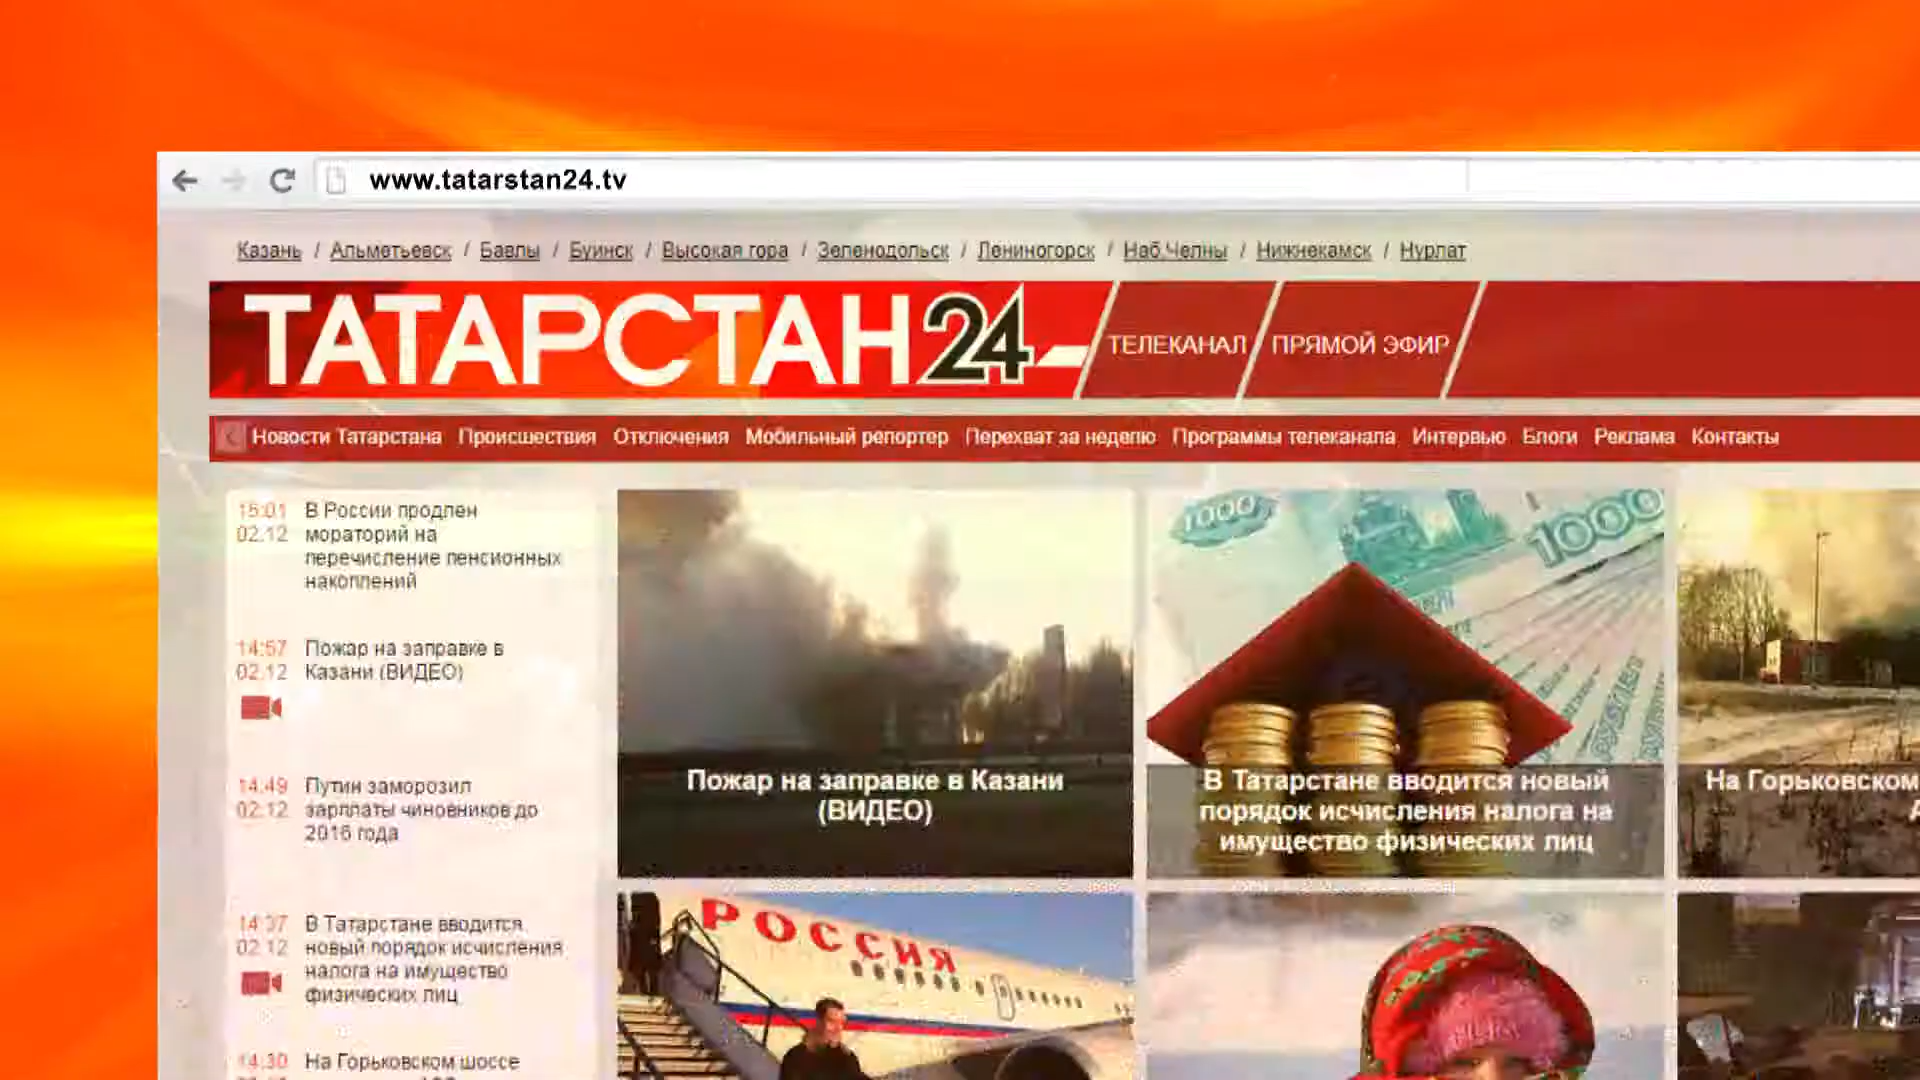 www.tatarstan24.tv
Казань / Альметьевск / Бавлы / Буинск / Высокая гора / Зеленодольск / Лениногорск / Наб.Челны / Нижнекамск / Нурлат
ТАТАРСТАН24
ТЕЛЕКАНАЛ
ПРЯМОЙ ЭФИР
Новости Татарстана Происшествия Отключения Мобильный репортер Перехват за неделю Программы телеканала Интервью Блоги Реклама Контакты
15:01
02.12
В России продлен
мораторий на
перечисление пенсионных
накоплений
14:57
02.12
Пожар на заправке в
Казани (ВИДЕО)
14:49
02.12
Путин заморозил
зарплаты чиновников до
2016 года
14:37
02.12
В Татарстане вводится
новый порядок исчисления
налога на имущество
физических лиц
14:30
На Горьковском шоссе
Пожар на заправке в Казани
(ВИДЕО)
1000
1000
В Татарстане вводится новый
порядок исчисления налога на
имущество физических лиц
На Горьковском
РОССИЯ